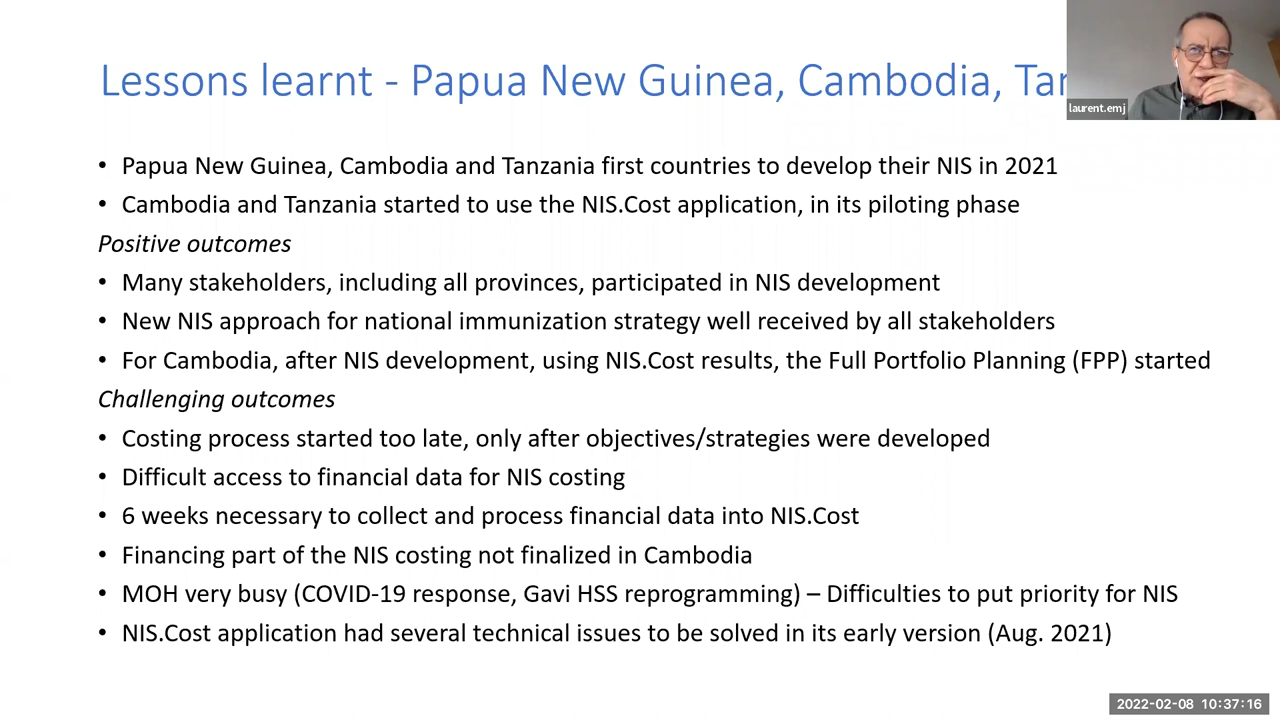 Lessons learnt - Papua New Guinea, Cambodia,
laurent.emj
• Papua New Guinea, Cambodia and Tanzania first countries to develop their NIS in 2021
• Cambodia and Tanzania started to use the NIS.Cost application, in its piloting phase
Positive outcomes
• Many stakeholders, including all provinces, participated in NIS development
• New NIS approach for national immunization strategy well received by all stakeholders
• For Cambodia, after NIS development, using NIS.Cost results, the Full Portfolio Planning (FPP) started
Challenging outcomes
• Costing process started too late, only after objectives/strategies were developed
• Difficult access to financial data for NIS costing
• 6 weeks necessary to collect and process financial data into NIS.Cost
• Financing part of the NIS costing not finalized in Cambodia
• MOH very busy (COVID-19 response, Gavi HSS reprogramming) – Difficulties to put priority for NIS
• NIS.Cost application had several technical issues to be solved in its early version (Aug. 2021)
2022-02-08 10:37:16